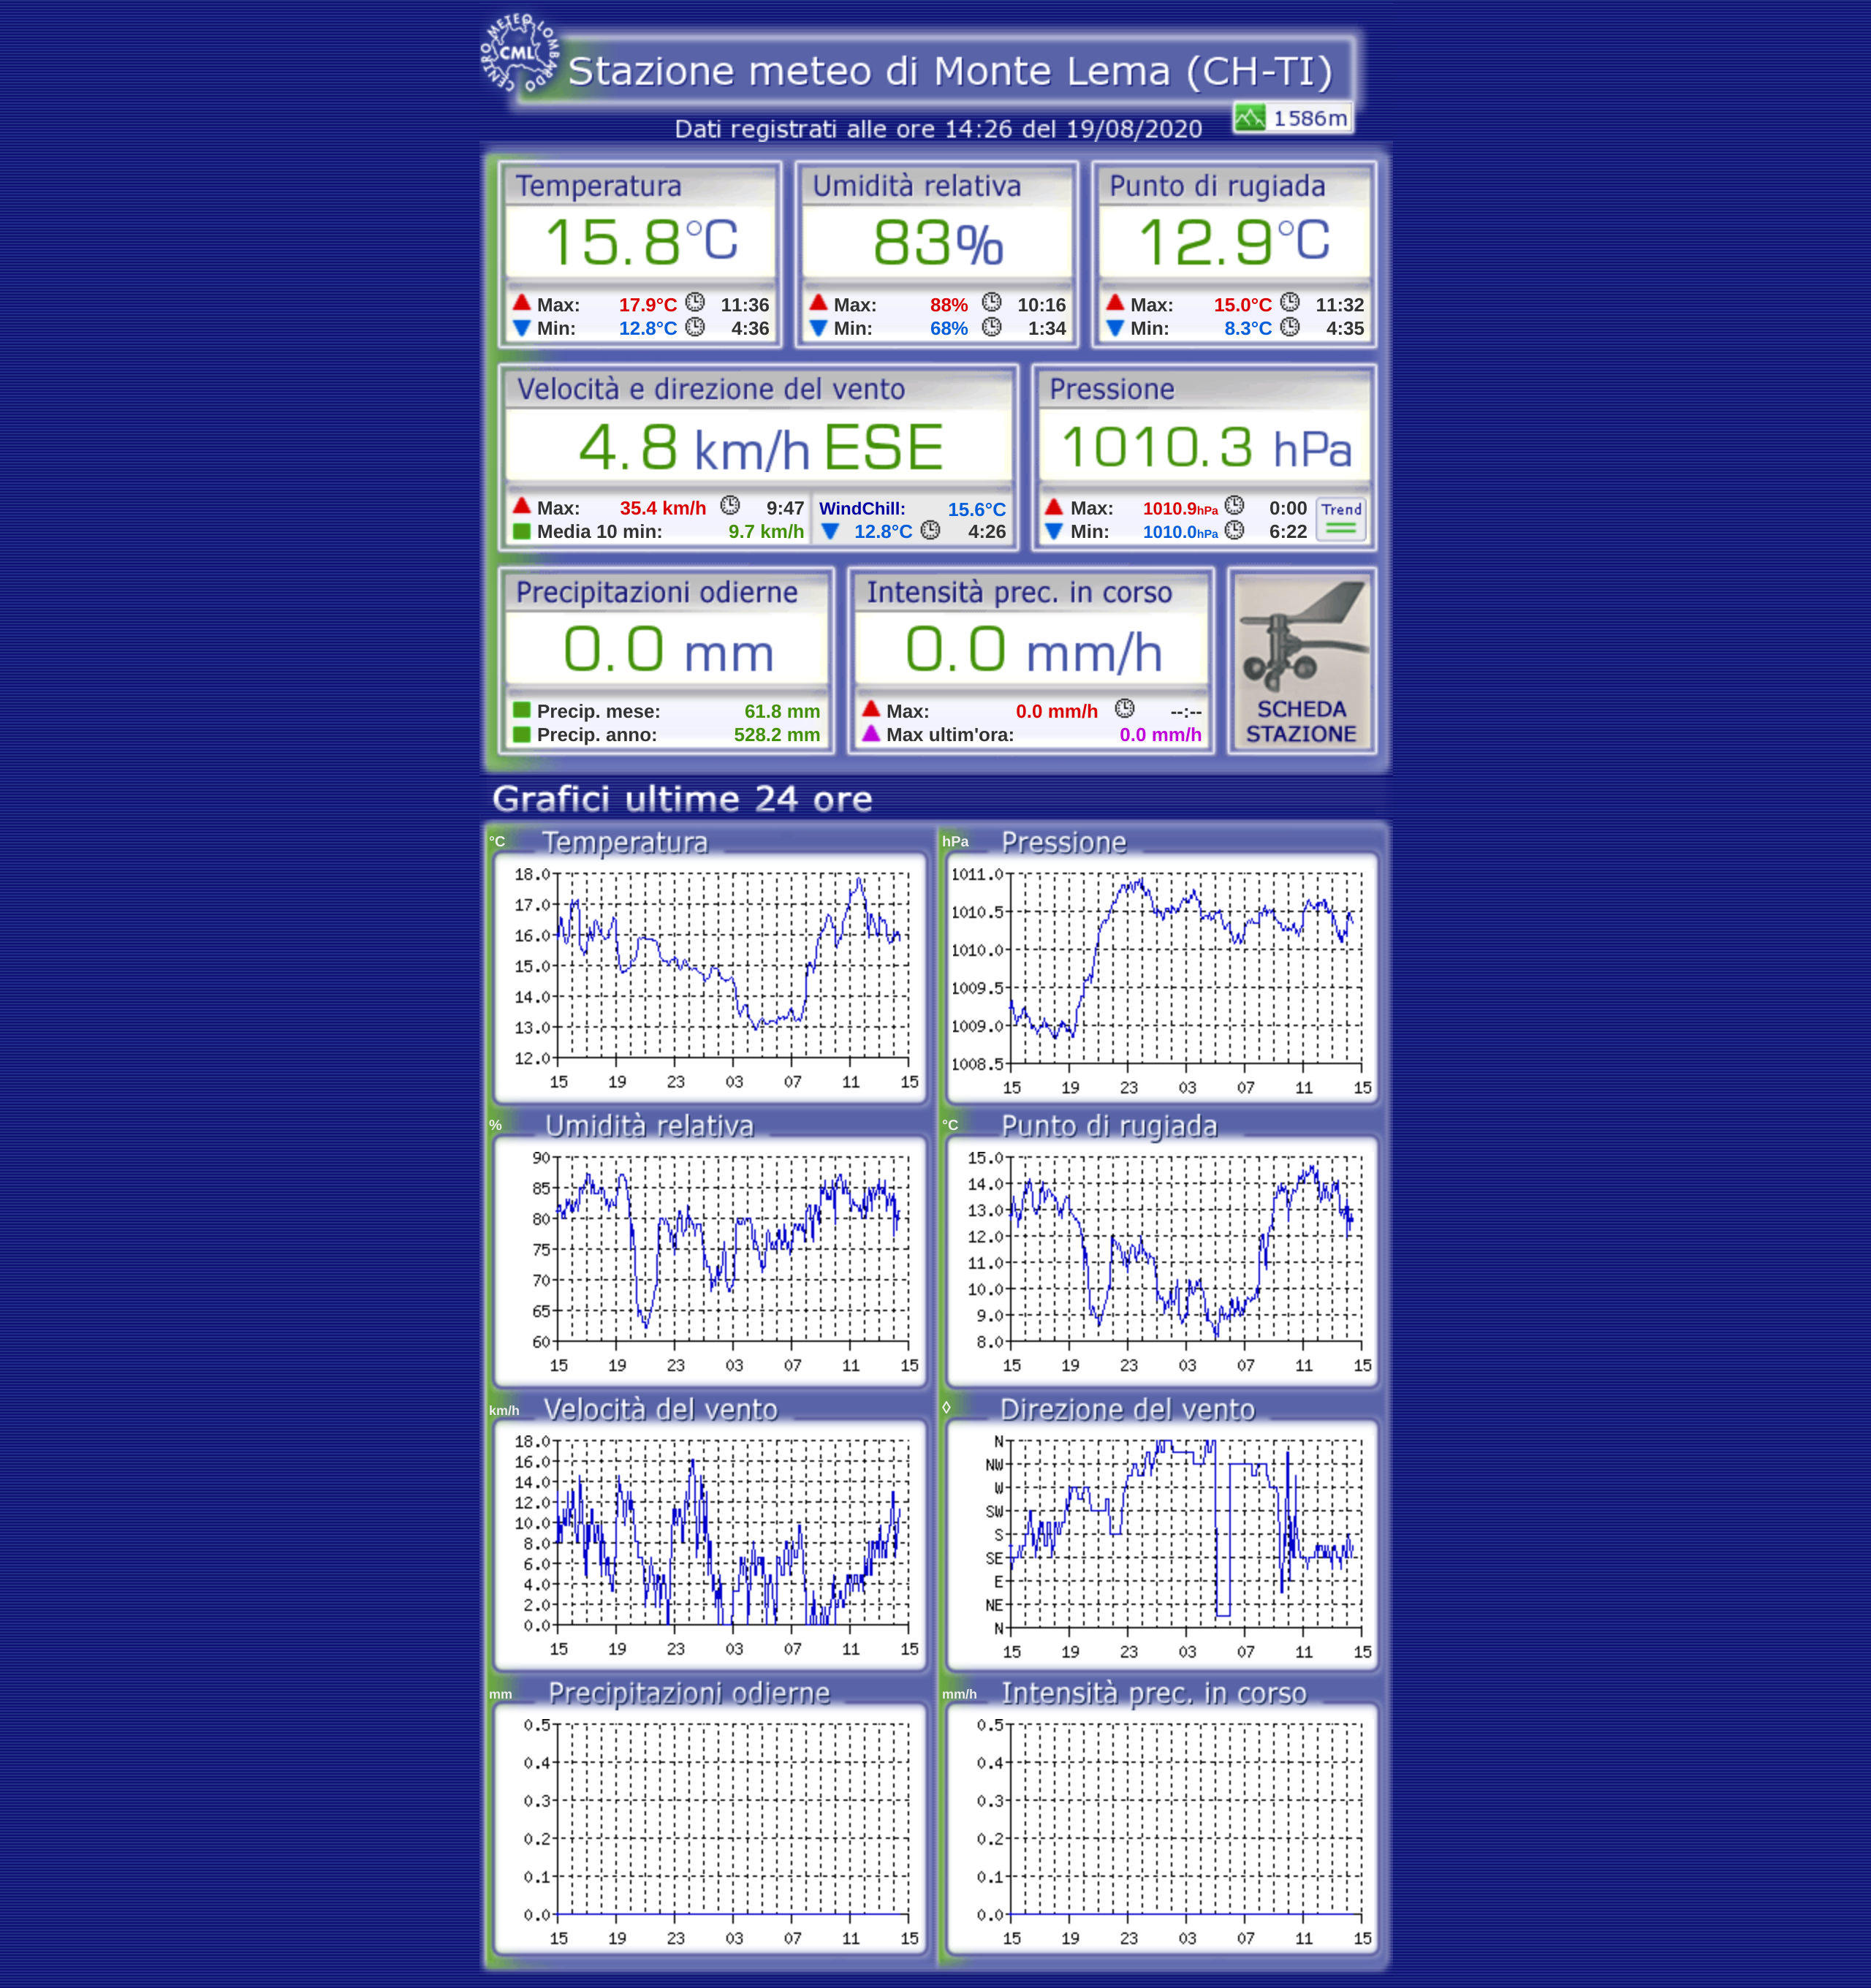 CENTRO METEO LOMBARDO
CML
Stazione meteo di Monte Lema (CH-TI)
1586m
Dati registrati alle ore 14:26 del 19/08/2020
Temperatura
15.8°C
Max: 17.9°C 11:36
Min: 12.8°C 4:36
Umidità relativa
83%
Max: 88% 10:16
Min: 68% 1:34
Punto di rugiada
12.9°C
Max: 15.0°C 11:32
Min: 8.3°C 4:35
Velocità e direzione del vento
4.8 km/h ESE
Max: 35.4 km/h 9:47
Media 10 min: 9.7 km/h
WindChill: 15.6°C
12.8°C 4:26
Pressione
1010.3 hPa
Max: 1010.9hPa 0:00
Min: 1010.0hPa 6:22
Trend
Precipitazioni odierne
0.0 mm
Precip. mese: 61.8 mm
Precip. anno: 528.2 mm
Intensità prec. in corso
0.0 mm/h
Max: 0.0 mm/h --:--
Max ultim'ora: 0.0 mm/h
SCHEDA
STAZIONE
Grafici ultime 24 ore
°C Temperatura
18.0
17.0
16.0
15.0
14.0
13.0
12.0
15 19 23 03 07 11 15
hPa Pressione
1011.0
1010.5
1010.0
1009.5
1009.0
1008.5
15 19 23 03 07 11 15
% Umidità relativa
90
85
80
75
70
65
60
15 19 23 03 07 11 15
°C Punto di rugiada
15.0
14.0
13.0
12.0
11.0
10.0
9.0
8.0
15 19 23 03 07 11 15
km/h Velocità del vento
18.0
16.0
14.0
12.0
10.0
8.0
6.0
4.0
2.0
0.0
15 19 23 03 07 11 15
◊ Direzione del vento
N
NW
W
SW
S
SE
E
NE
N
15 19 23 03 07 11 15
mm Precipitazioni odierne
0.5
0.4
0.3
0.2
0.1
0.0
15 19 23 03 07 11 15
mm/h Intensità prec. in corso
0.5
0.4
0.3
0.2
0.1
0.0
15 19 23 03 07 11 15